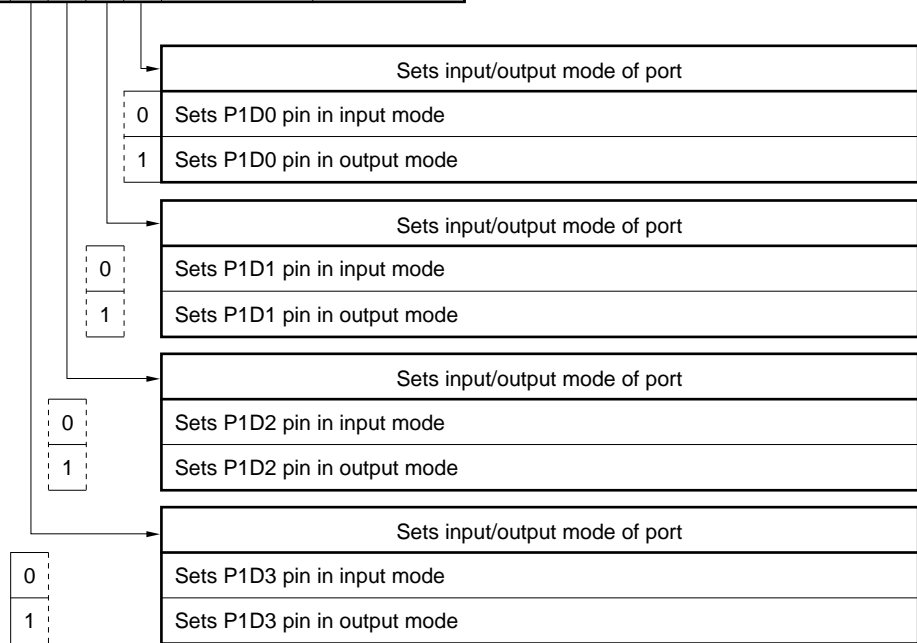 Sets input/output mode of port
0 Sets P1D0 pin in input mode
1 Sets P1D0 pin in output mode
Sets input/output mode of port
0 Sets P1D1 pin in input mode
1 Sets P1D1 pin in output mode
Sets input/output mode of port
0 Sets P1D2 pin in input mode
1 Sets P1D2 pin in output mode
Sets input/output mode of port
0 Sets P1D3 pin in input mode
1 Sets P1D3 pin in output mode